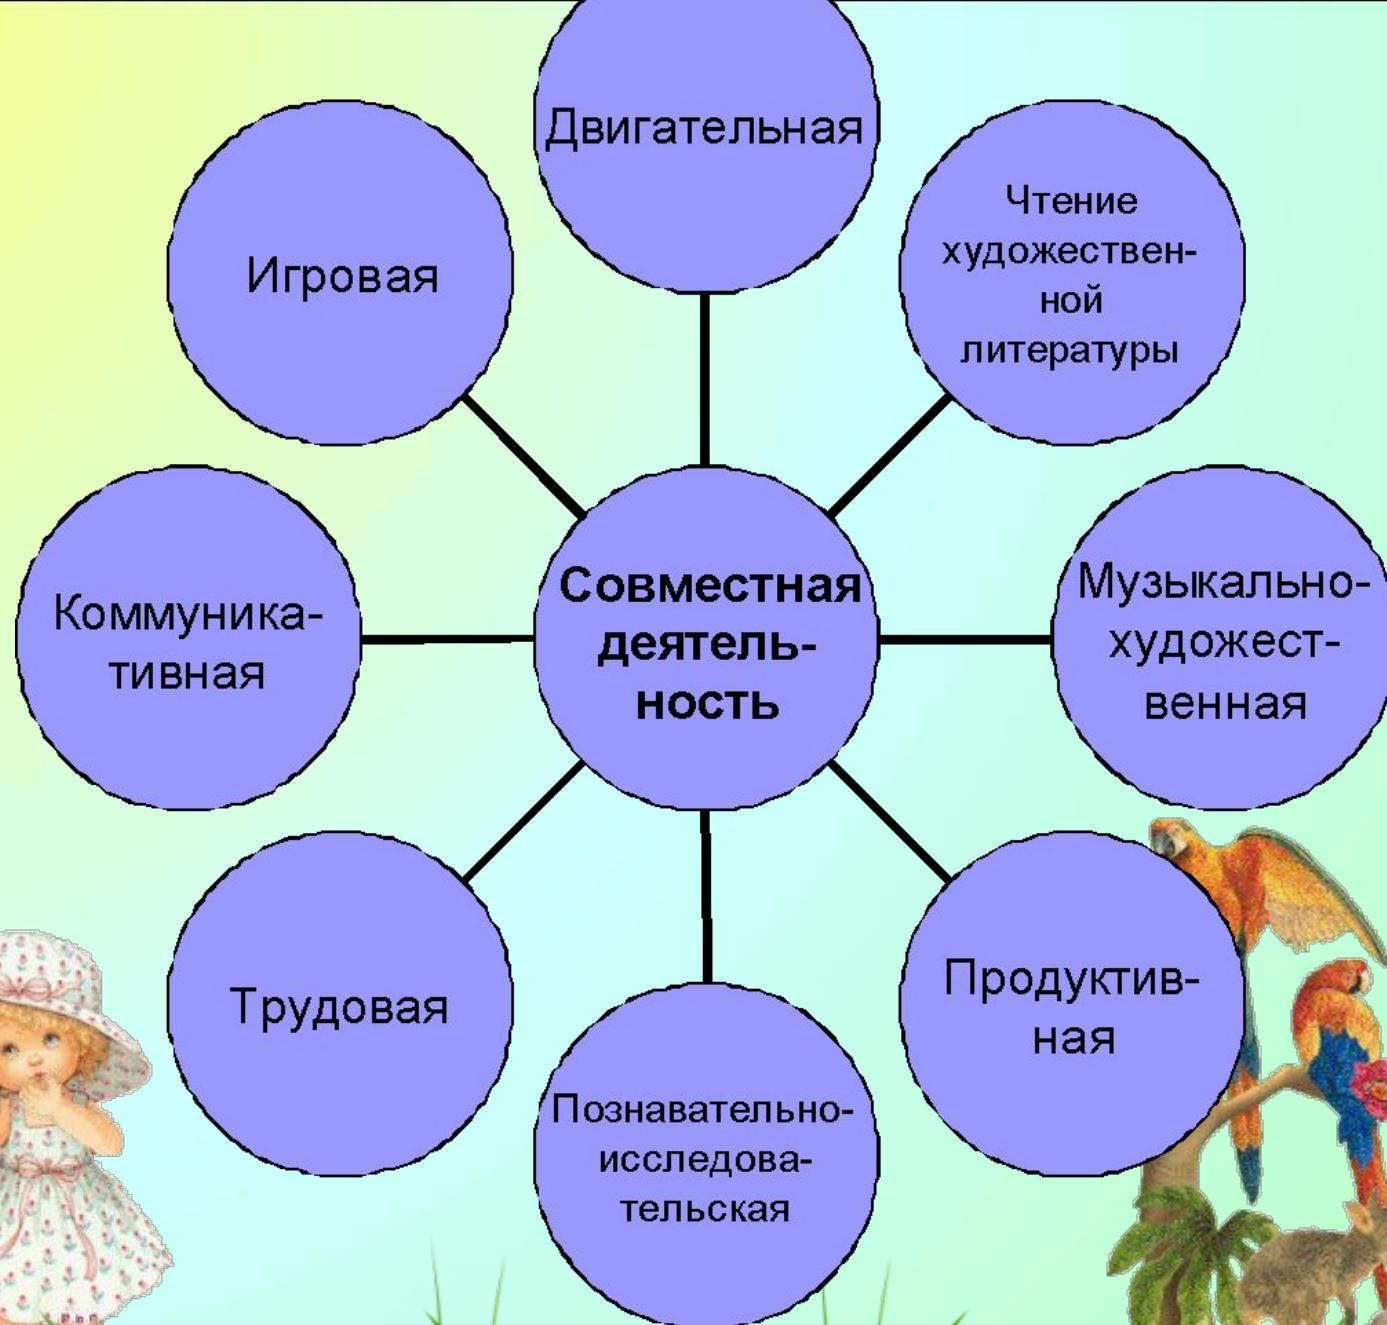 Двигательная
Игровая
Чтение
художествен-
ной
литературы
Совместная
деятель-
ность
Коммуника-
тивная
Музыкально-
художест-
венная
Трудовая
Продуктив-
ная
Познавательно-
исследова-
тельская